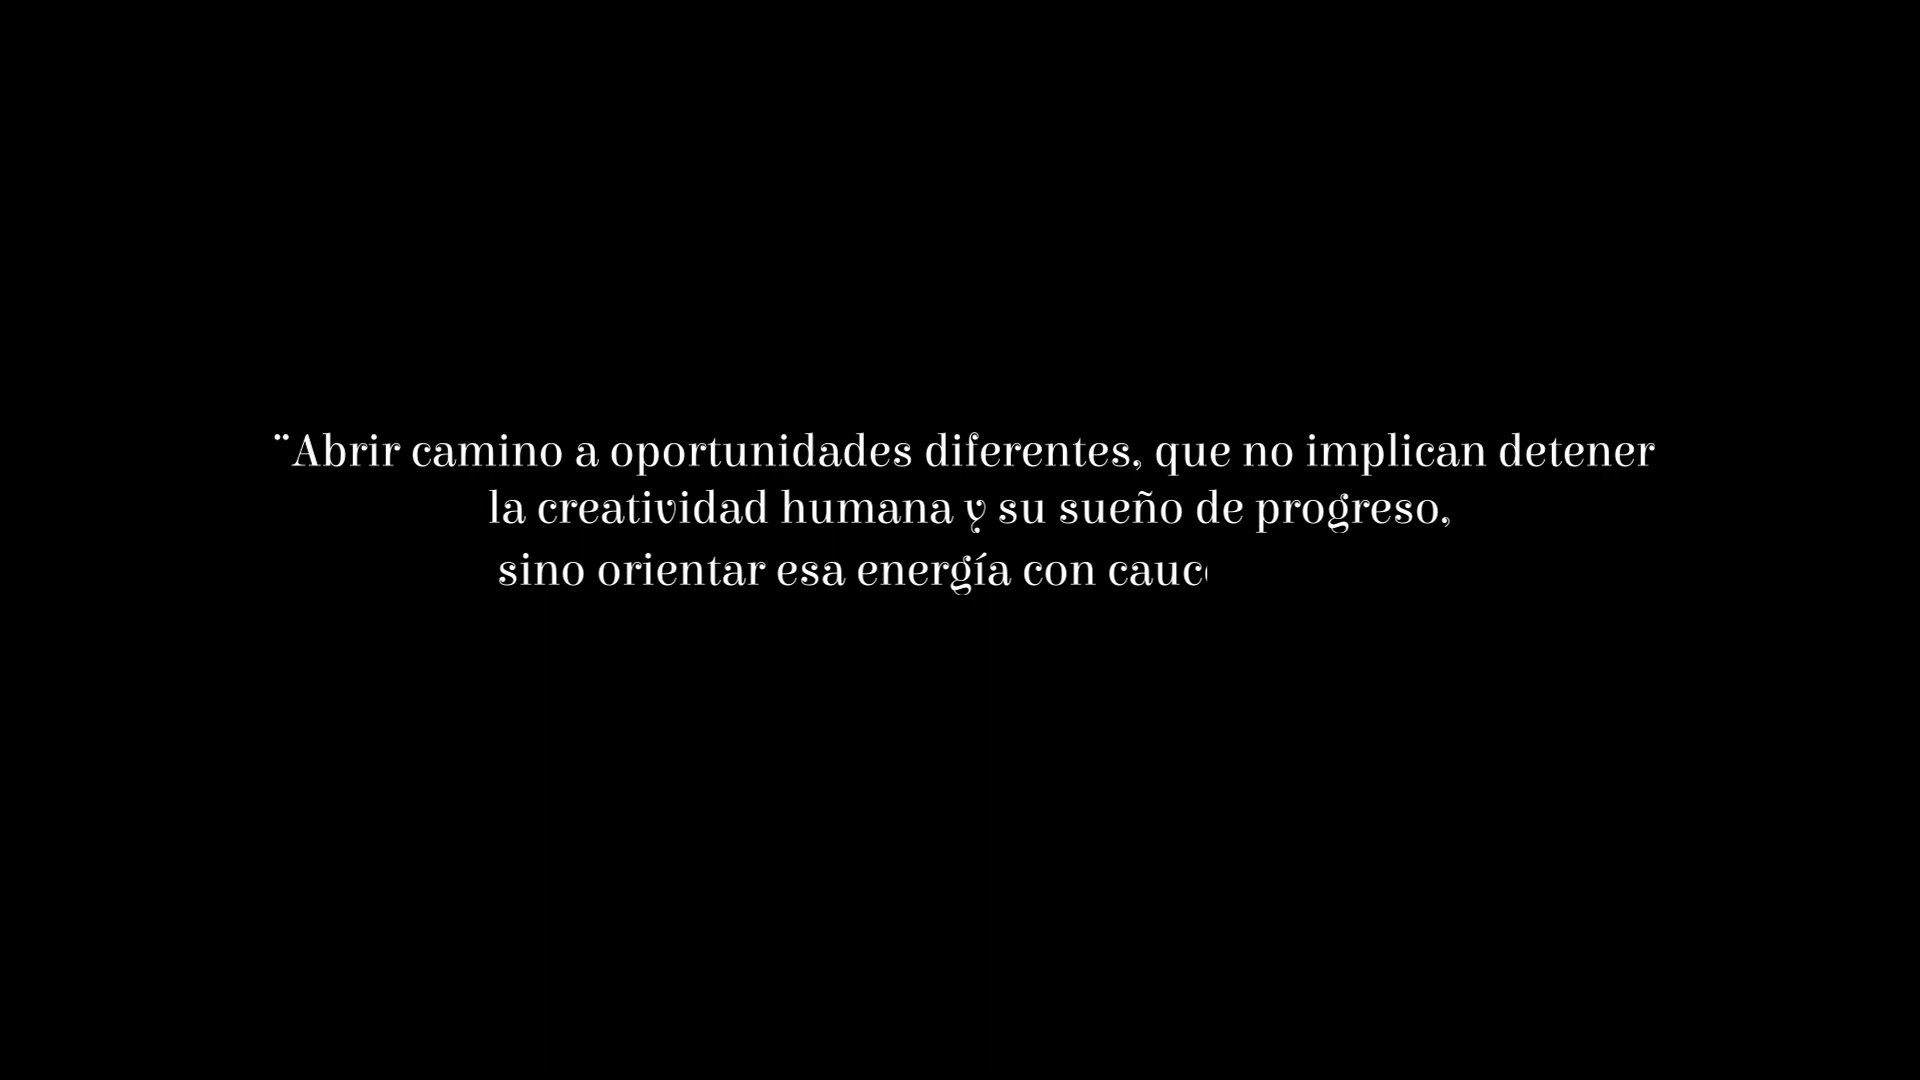 ¨Abrir camino a oportunidades diferentes, que no implican detener
la creatividad humana y su sueño de progreso,
sino orientar esa energía con